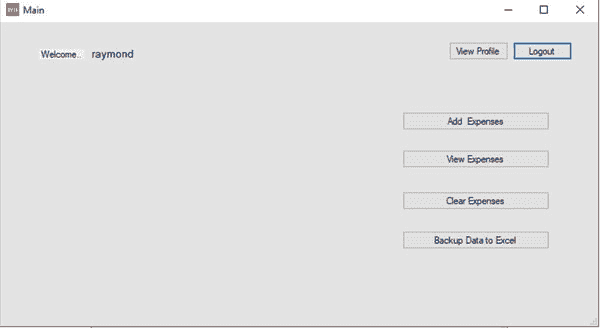 Main
Welcome.. raymond
View Profile
Logout
Add Expenses
View Expenses
Clear Expenses
Backup Data to Excel